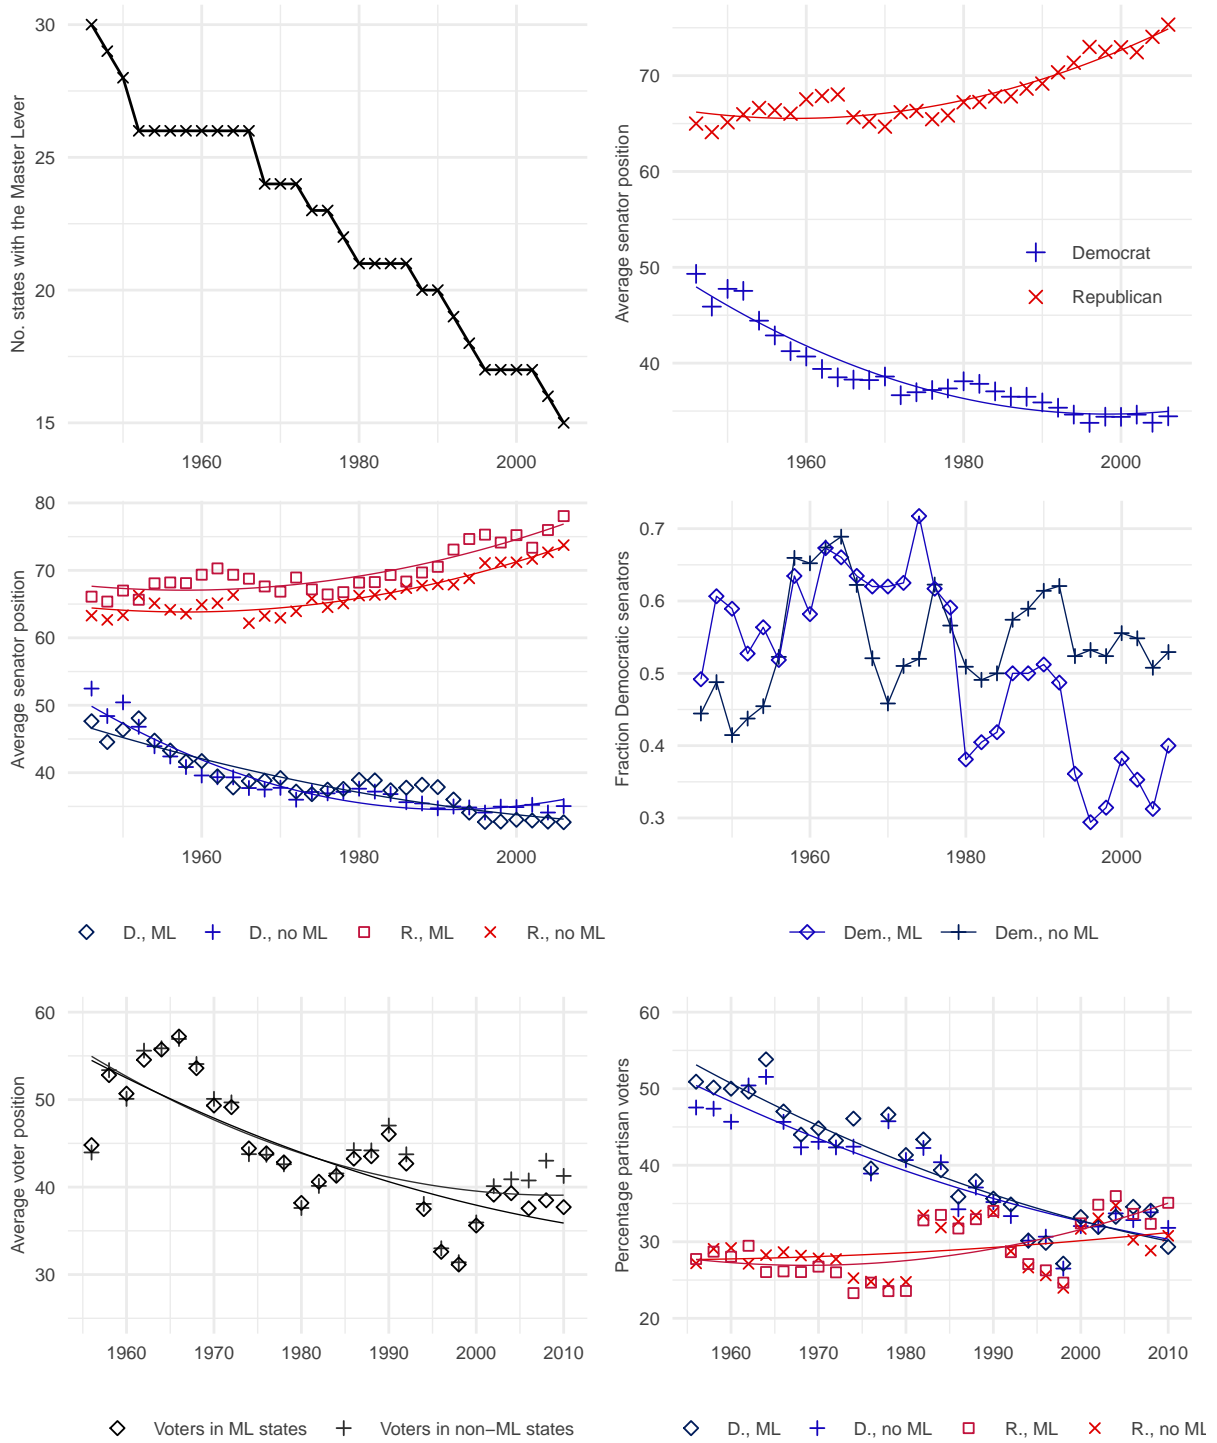 No. states with the Master Lever
30
25
20
15
1960
1980
2000
Average senator position
70
50
40
Democrat
Republican
1960
1980
2000
Average senator position
80
70
60
50
40
1960
1980
2000
D., ML
D., no ML
R., ML
R., no ML
Fraction Democratic senators
0.7
0.6
0.5
0.4
0.3
1960
1980
2000
Dem., ML
Dem., no ML
Average voter position
60
50
40
30
1960
1970
1980
1990
2000
2010
Voters in ML states
Voters in non−ML states
Percentage partisan voters
60
50
40
30
20
1960
1970
1980
1990
2000
2010
D., ML
D., no ML
R., ML
R., no ML